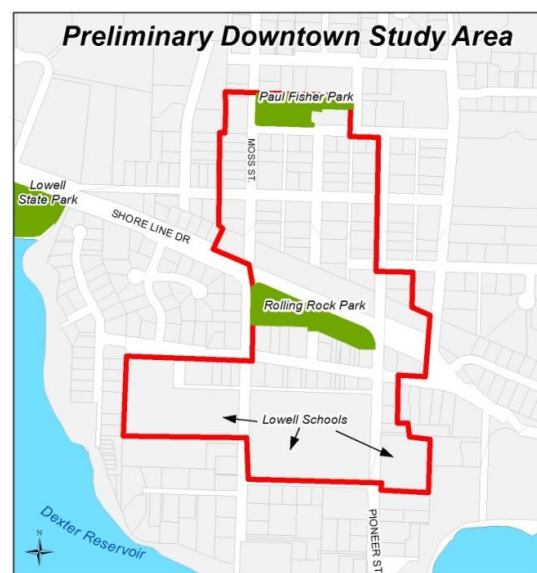 Preliminary Downtown Study Area
Paul Fisher Park
MOSS ST.
Lowell
State Park
SHORE LINE DR
Rolling Rock Park
Lowell Schools
PIONEER ST
Dexter Reservoir
N